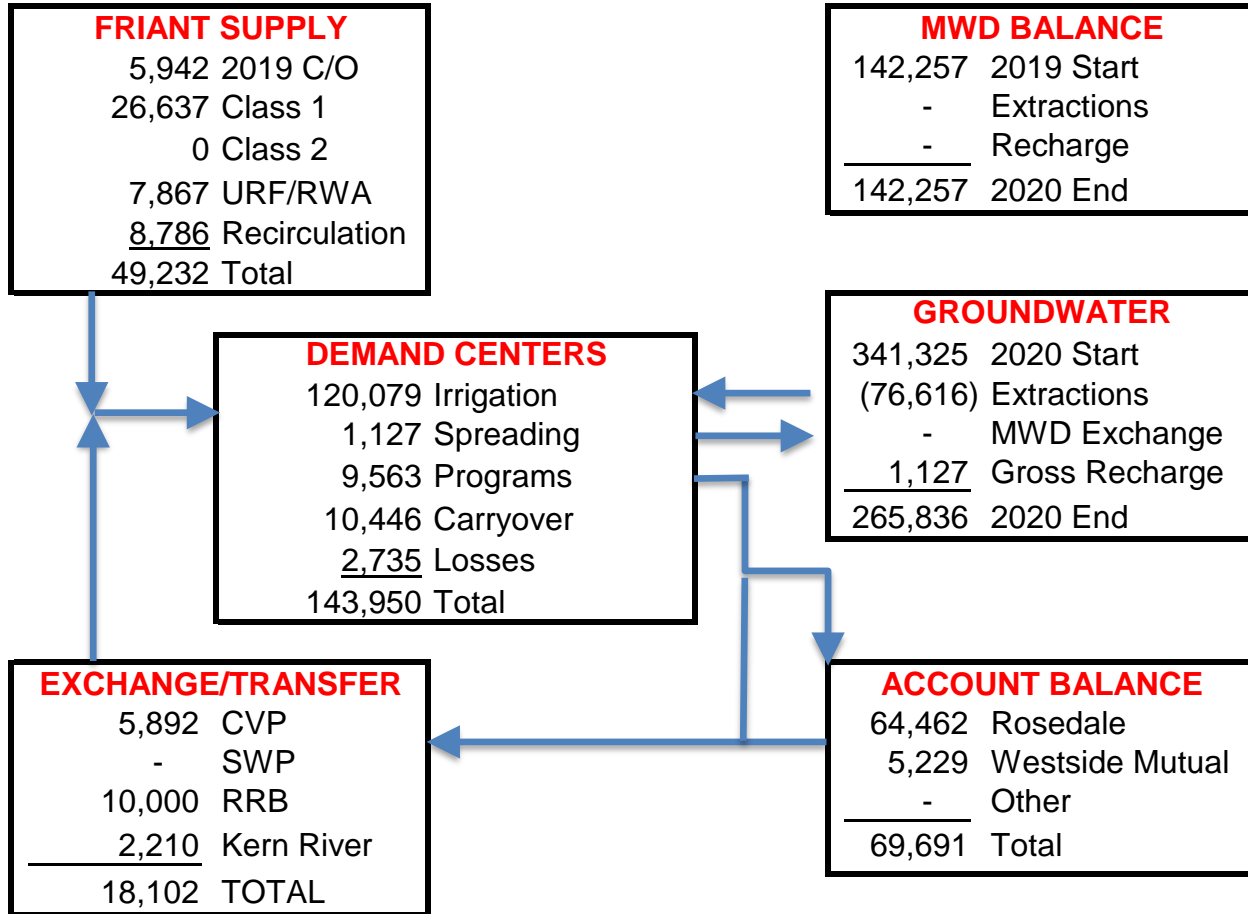 FRIANT SUPPLY
5,942 2019 C/O
26,637 Class 1
0 Class 2
7,867 URF/RWA
8,786 Recirculation
49,232 Total
MWD BALANCE
142,257 2019 Start
- Extractions
- Recharge
142,257 2020 End
DEMAND CENTERS
120,079 Irrigation
1,127 Spreading
9,563 Programs
10,446 Carryover
2,735 Losses
143,950 Total
GROUNDWATER
341,325 2020 Start
(76,616) Extractions
- MWD Exchange
1,127 Gross Recharge
265,836 2020 End
EXCHANGE/TRANSFER
5,892 CVP
- SWP
10,000 RRB
2,210 Kern River
18,102 TOTAL
ACCOUNT BALANCE
64,462 Rosedale
5,229 Westside Mutual
- Other
69,691 Total